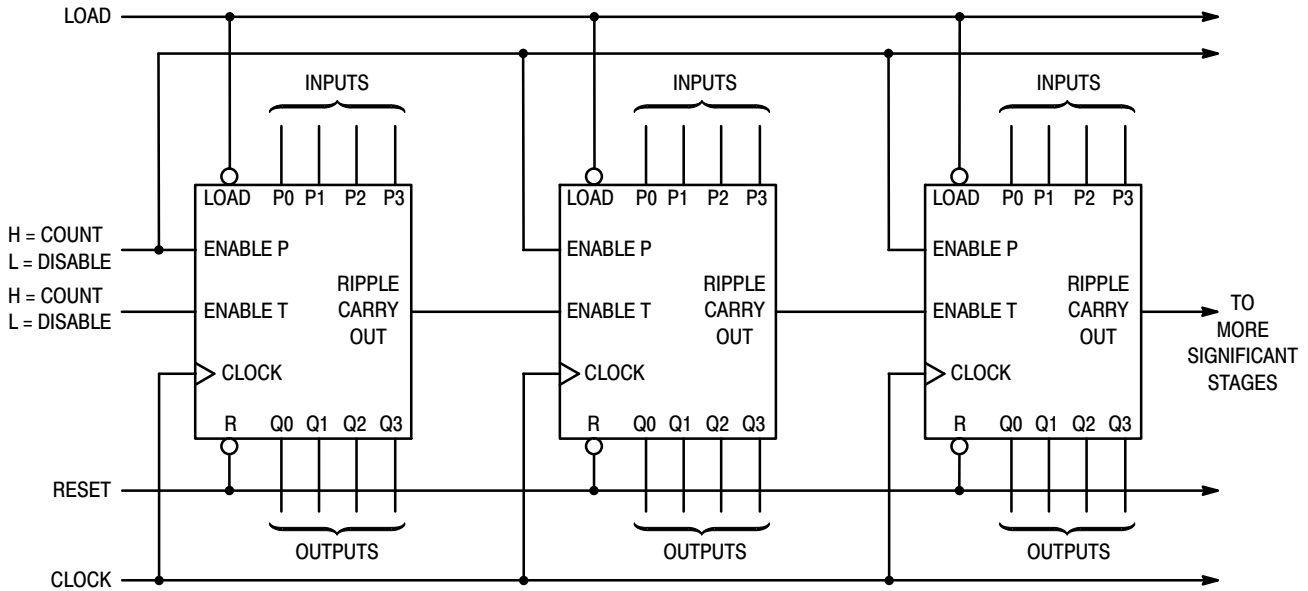 LOAD
INPUTS
INPUTS
INPUTS
LOAD P0 P1 P2 P3
LOAD P0 P1 P2 P3
LOAD P0 P1 P2 P3
H = COUNT
L = DISABLE
ENABLE P
ENABLE P
ENABLE P
H = COUNT
L = DISABLE
ENABLE T
RIPPLE
CARRY
OUT
ENABLE T
RIPPLE
CARRY
OUT
ENABLE T
RIPPLE
CARRY
OUT
TO
MORE
SIGNIFICANT
STAGES
CLOCK
CLOCK
CLOCK
R Q0 Q1 Q2 Q3
R Q0 Q1 Q2 Q3
R Q0 Q1 Q2 Q3
RESET
OUTPUTS
OUTPUTS
OUTPUTS
CLOCK